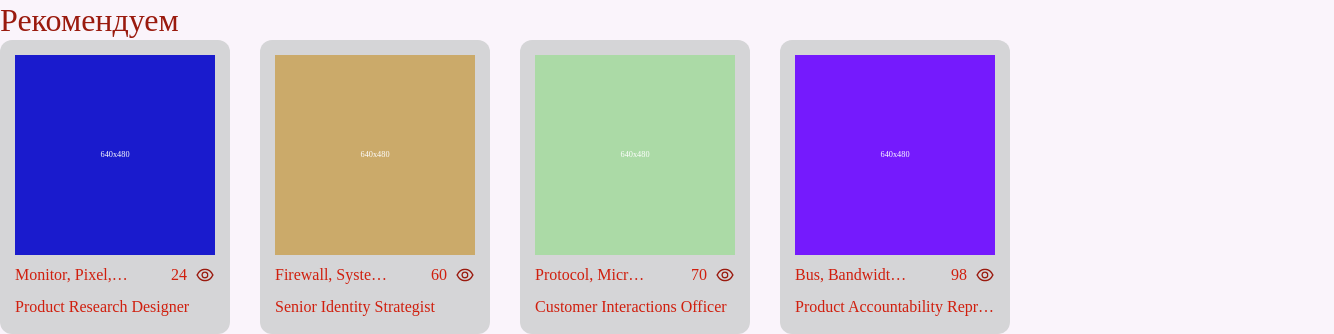 Рекомендуем
640x480
640x480
640x480
640x480
Monitor, Pixel,…
24
Product Research Designer
Firewall, Syste…
60
Senior Identity Strategist
Protocol, Micr…
70
Customer Interactions Officer
Bus, Bandwidt…
98
Product Accountability Repr…